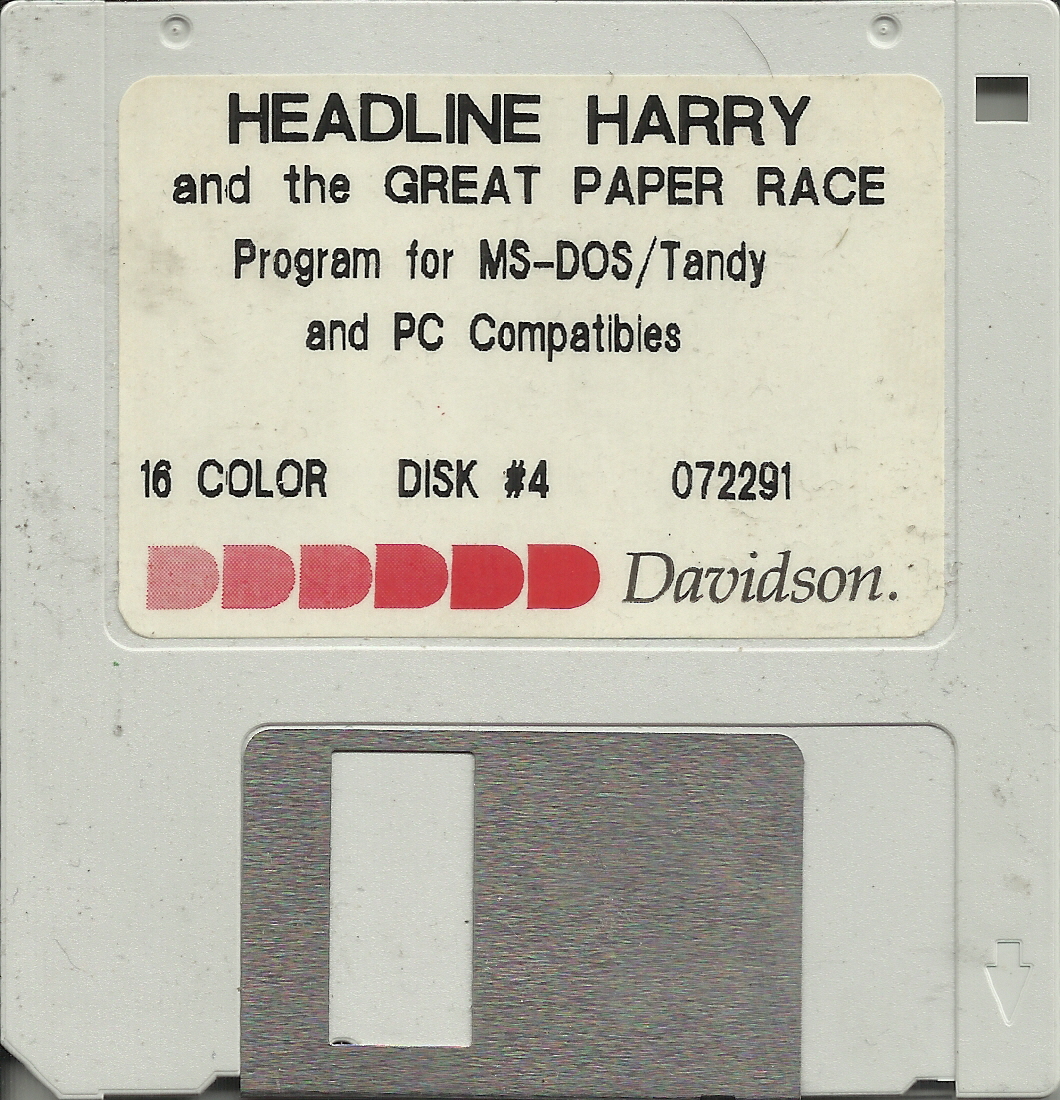 HEADLINE HARRY
and the GREAT PAPER RACE
Program for MS-DOS/Tandy
and PC Compatibles
16 COLOR DISK #4 072291
Davidson.